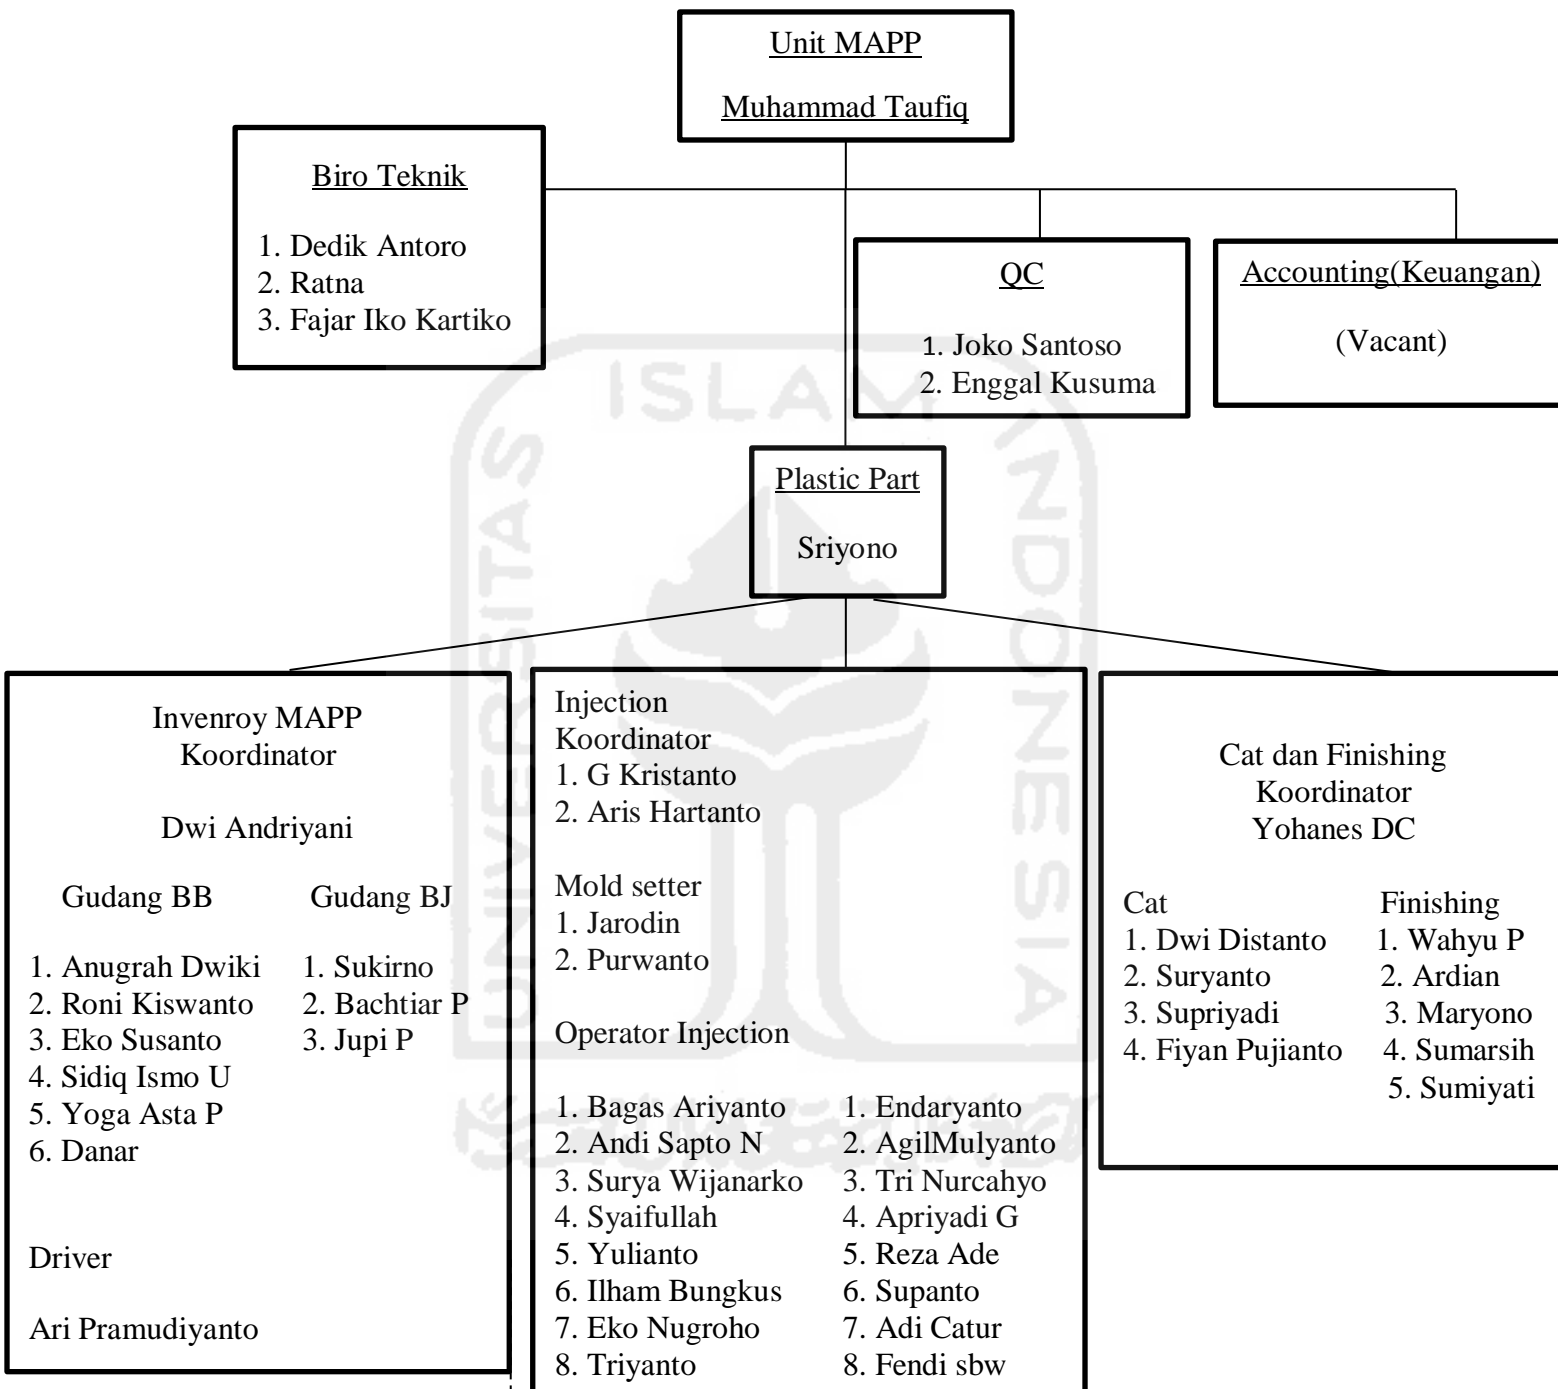 Unit MAPP
Muhammad Taufiq
Biro Teknik
1. Dedik Antoro
2. Ratna
3. Fajar Iko Kartiko
QC
1. Joko Santoso
2. Enggal Kusuma
Accounting(Keuangan)
(Vacant)
Plastic Part
Sriyono
Invenroy MAPP
Koordinator
Dwi Andriyani
Gudang BB
1. Anugrah Dwiki
2. Roni Kiswanto
3. Eko Susanto
4. Sidiq Ismo U
5. Yoga Asta P
6. Danar
Gudang BJ
1. Sukirno
2. Bachtiar P
3. Jupi P
Driver
Ari Pramudiyanto
Injection
Koordinator
1. G Kristanto
2. Aris Hartanto
Mold setter
1. Jarodin
2. Purwanto
Operator Injection
1. Bagas Ariyanto
2. Andi Sapto N
3. Surya Wijanarko
4. Syaifullah
5. Yulianto
6. Ilham Bungkus
7. Eko Nugroho
8. Triyanto
1. Endaryanto
2. AgilMulyanto
3. Tri Nurcahyo
4. Apriyadi G
5. Reza Ade
6. Supanto
7. Adi Catur
8. Fendi sbw
Cat dan Finishing
Koordinator
Yohanes DC
Cat
1. Dwi Distanto
2. Suryanto
3. Supriyadi
4. Fiyan Pujianto
Finishing
1. Wahyu P
2. Ardian
3. Maryono
4. Sumarsih
5. Sumiyati
UNIVERSITAS
ISLAM
INDONESIA